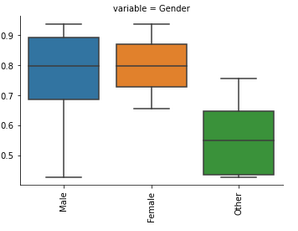 variable = Gender
0.9
0.8
0.7
0.6
0.5
Male
Female
Other